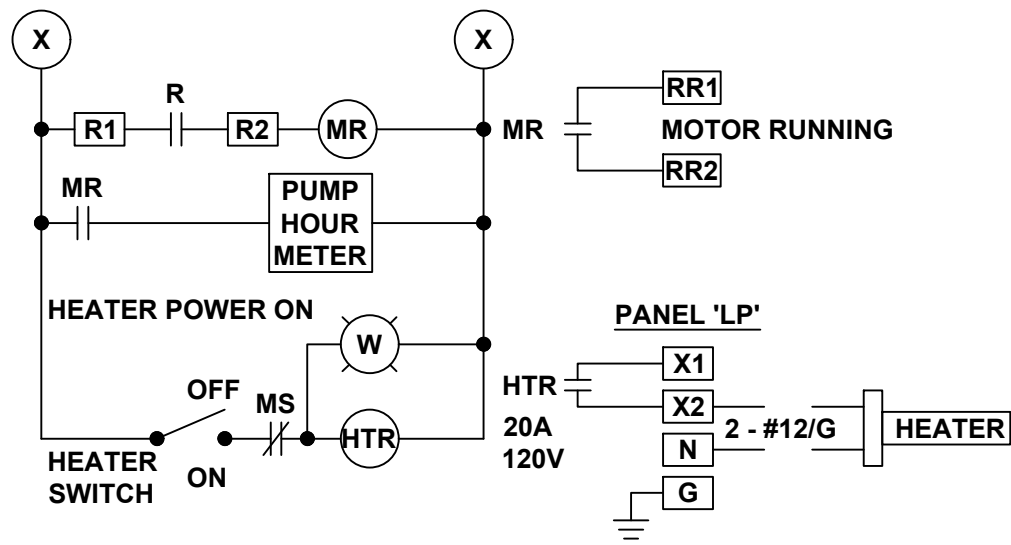 X
X
R
R1
R2
MR
MR
RR1
MOTOR RUNNING
RR2
MR
PUMP
HOUR
METER
HEATER POWER ON
W
OFF
MS
HTR
HEATER
SWITCH
ON
PANEL 'LP'
HTR
20A
120V
X1
X2
N
G
2 - #12/G
HEATER